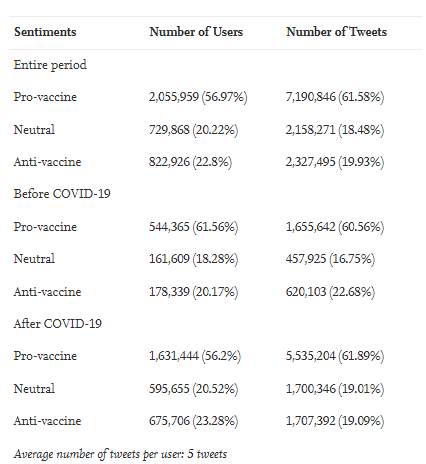 Sentiments Number of Users Number of Tweets
Entire period
Pro-vaccine 2,055,959 (56.97%) 7,190,846 (61.58%)
Neutral 729,868 (20.22%) 2,158,271 (18.48%)
Anti-vaccine 822,926 (22.8%) 2,327,495 (19.93%)
Before COVID-19
Pro-vaccine 544,365 (61.56%) 1,655,642 (60.56%)
Neutral 161,609 (18.28%) 457,925 (16.75%)
Anti-vaccine 178,339 (20.17%) 620,103 (22.68%)
After COVID-19
Pro-vaccine 1,631,444 (56.2%) 5,535,204 (61.89%)
Neutral 595,655 (20.52%) 1,700,346 (19.01%)
Anti-vaccine 675,706 (23.28%) 1,707,392 (19.09%)
Average number of tweets per user: 5 tweets